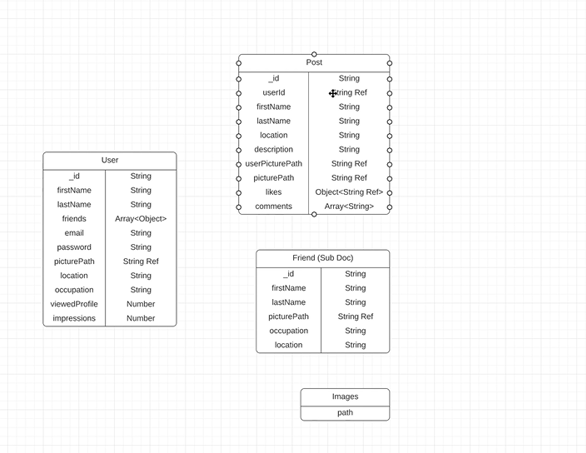 Post
_id String
userId String Ref
firstName String
lastName String
location String
description String
userPicturePath String Ref
picturePath String Ref
likes Object<String Ref>
comments Array<String>
User
_id String
firstName String
lastName String
friends Array<Object>
email String
password String
picturePath String Ref
location String
occupation String
viewedProfile Number
impressions Number
Friend (Sub Doc)
_id String
firstName String
lastName String
picturePath String Ref
occupation String
location String
Images
path